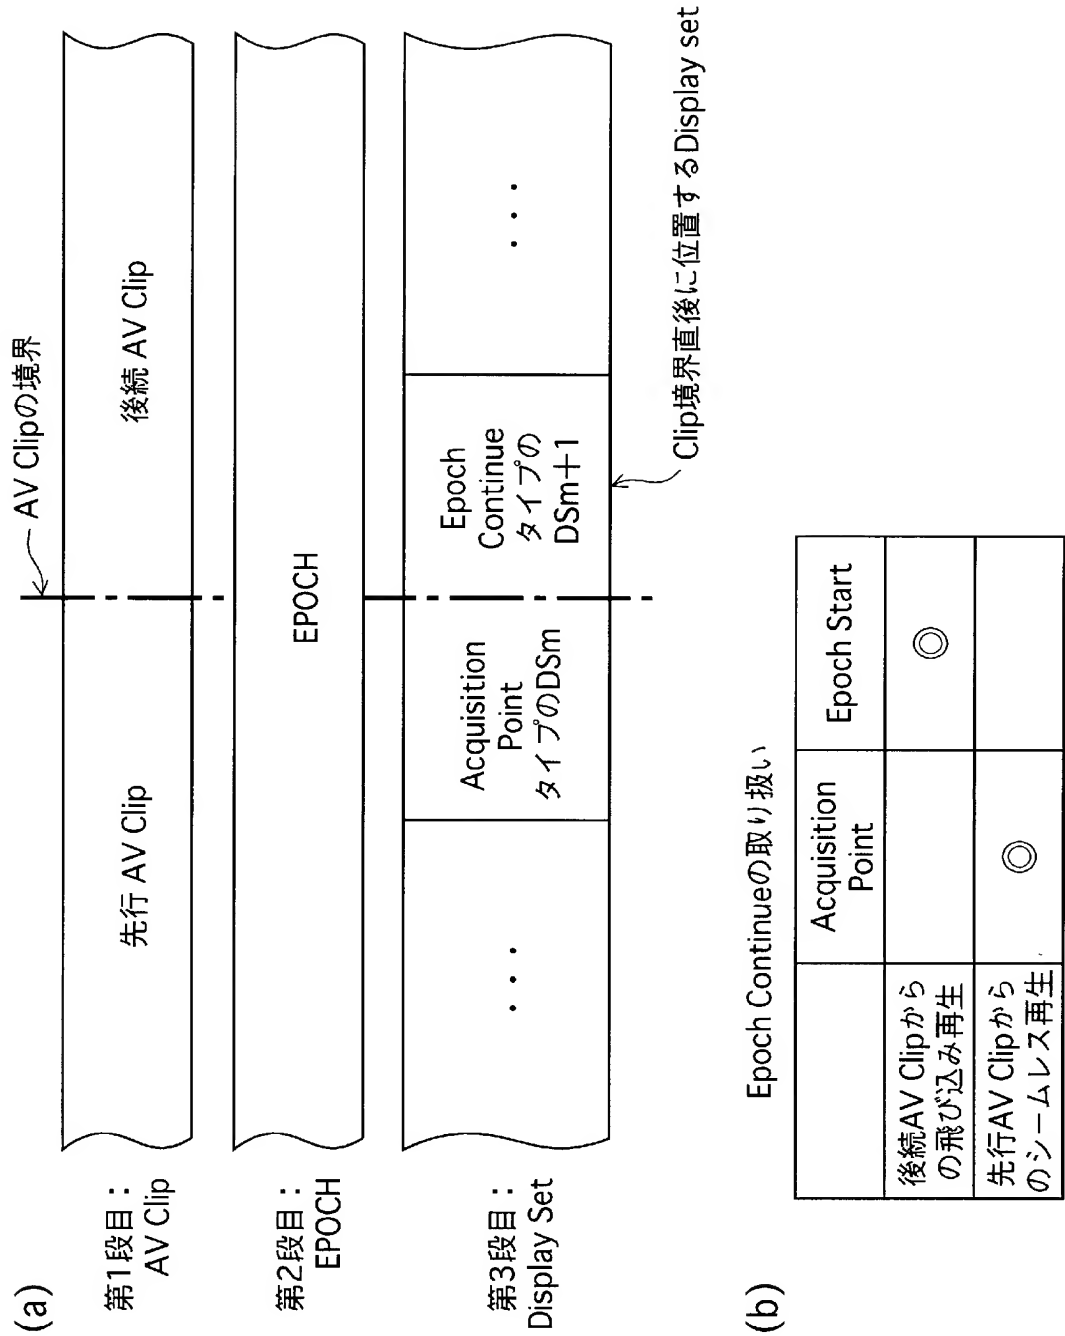 (a)
AV Clipの境界
第1段目：
AV Clip
先行 AV Clip
後続 AV Clip
第2段目：
EPOCH
EPOCH
第3段目：
Display Set
・・・
Acquisition
Point
タイプのDSm
Epoch
Continue
タイプの
DSm＋1
・・・
Clip境界直後に位置するDisplay set
(b)
Epoch Continueの取り扱い
Acquisition
Point
Epoch Start
後続AV Clipから
の飛び込み再生
◎
先行AV Clipから
のシームレス再生
◎